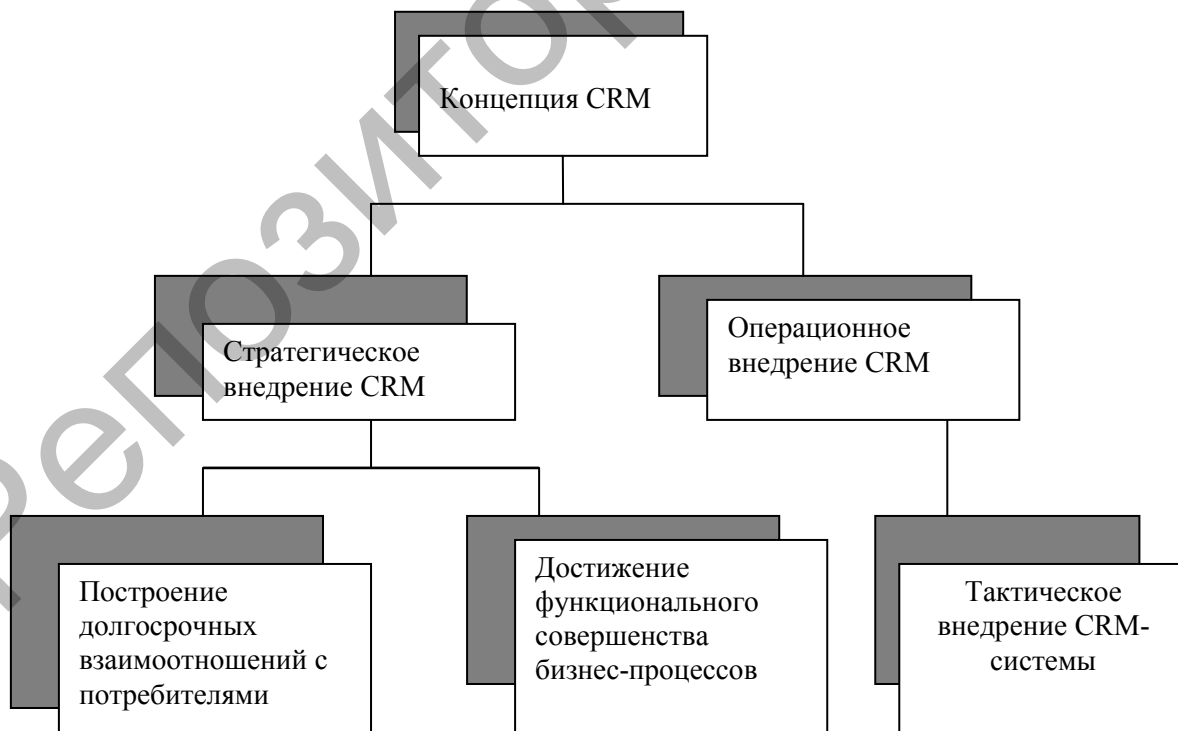 Концепция CRM
Стратегическое
внедрение CRM
Операционное
внедрение CRM
Построение
долгосрочных
взаимоотношений с
потребителями
Достижение
функционального
совершенства
бизнес-процессов
Тактическое
внедрение CRM-
системы
Репозитор